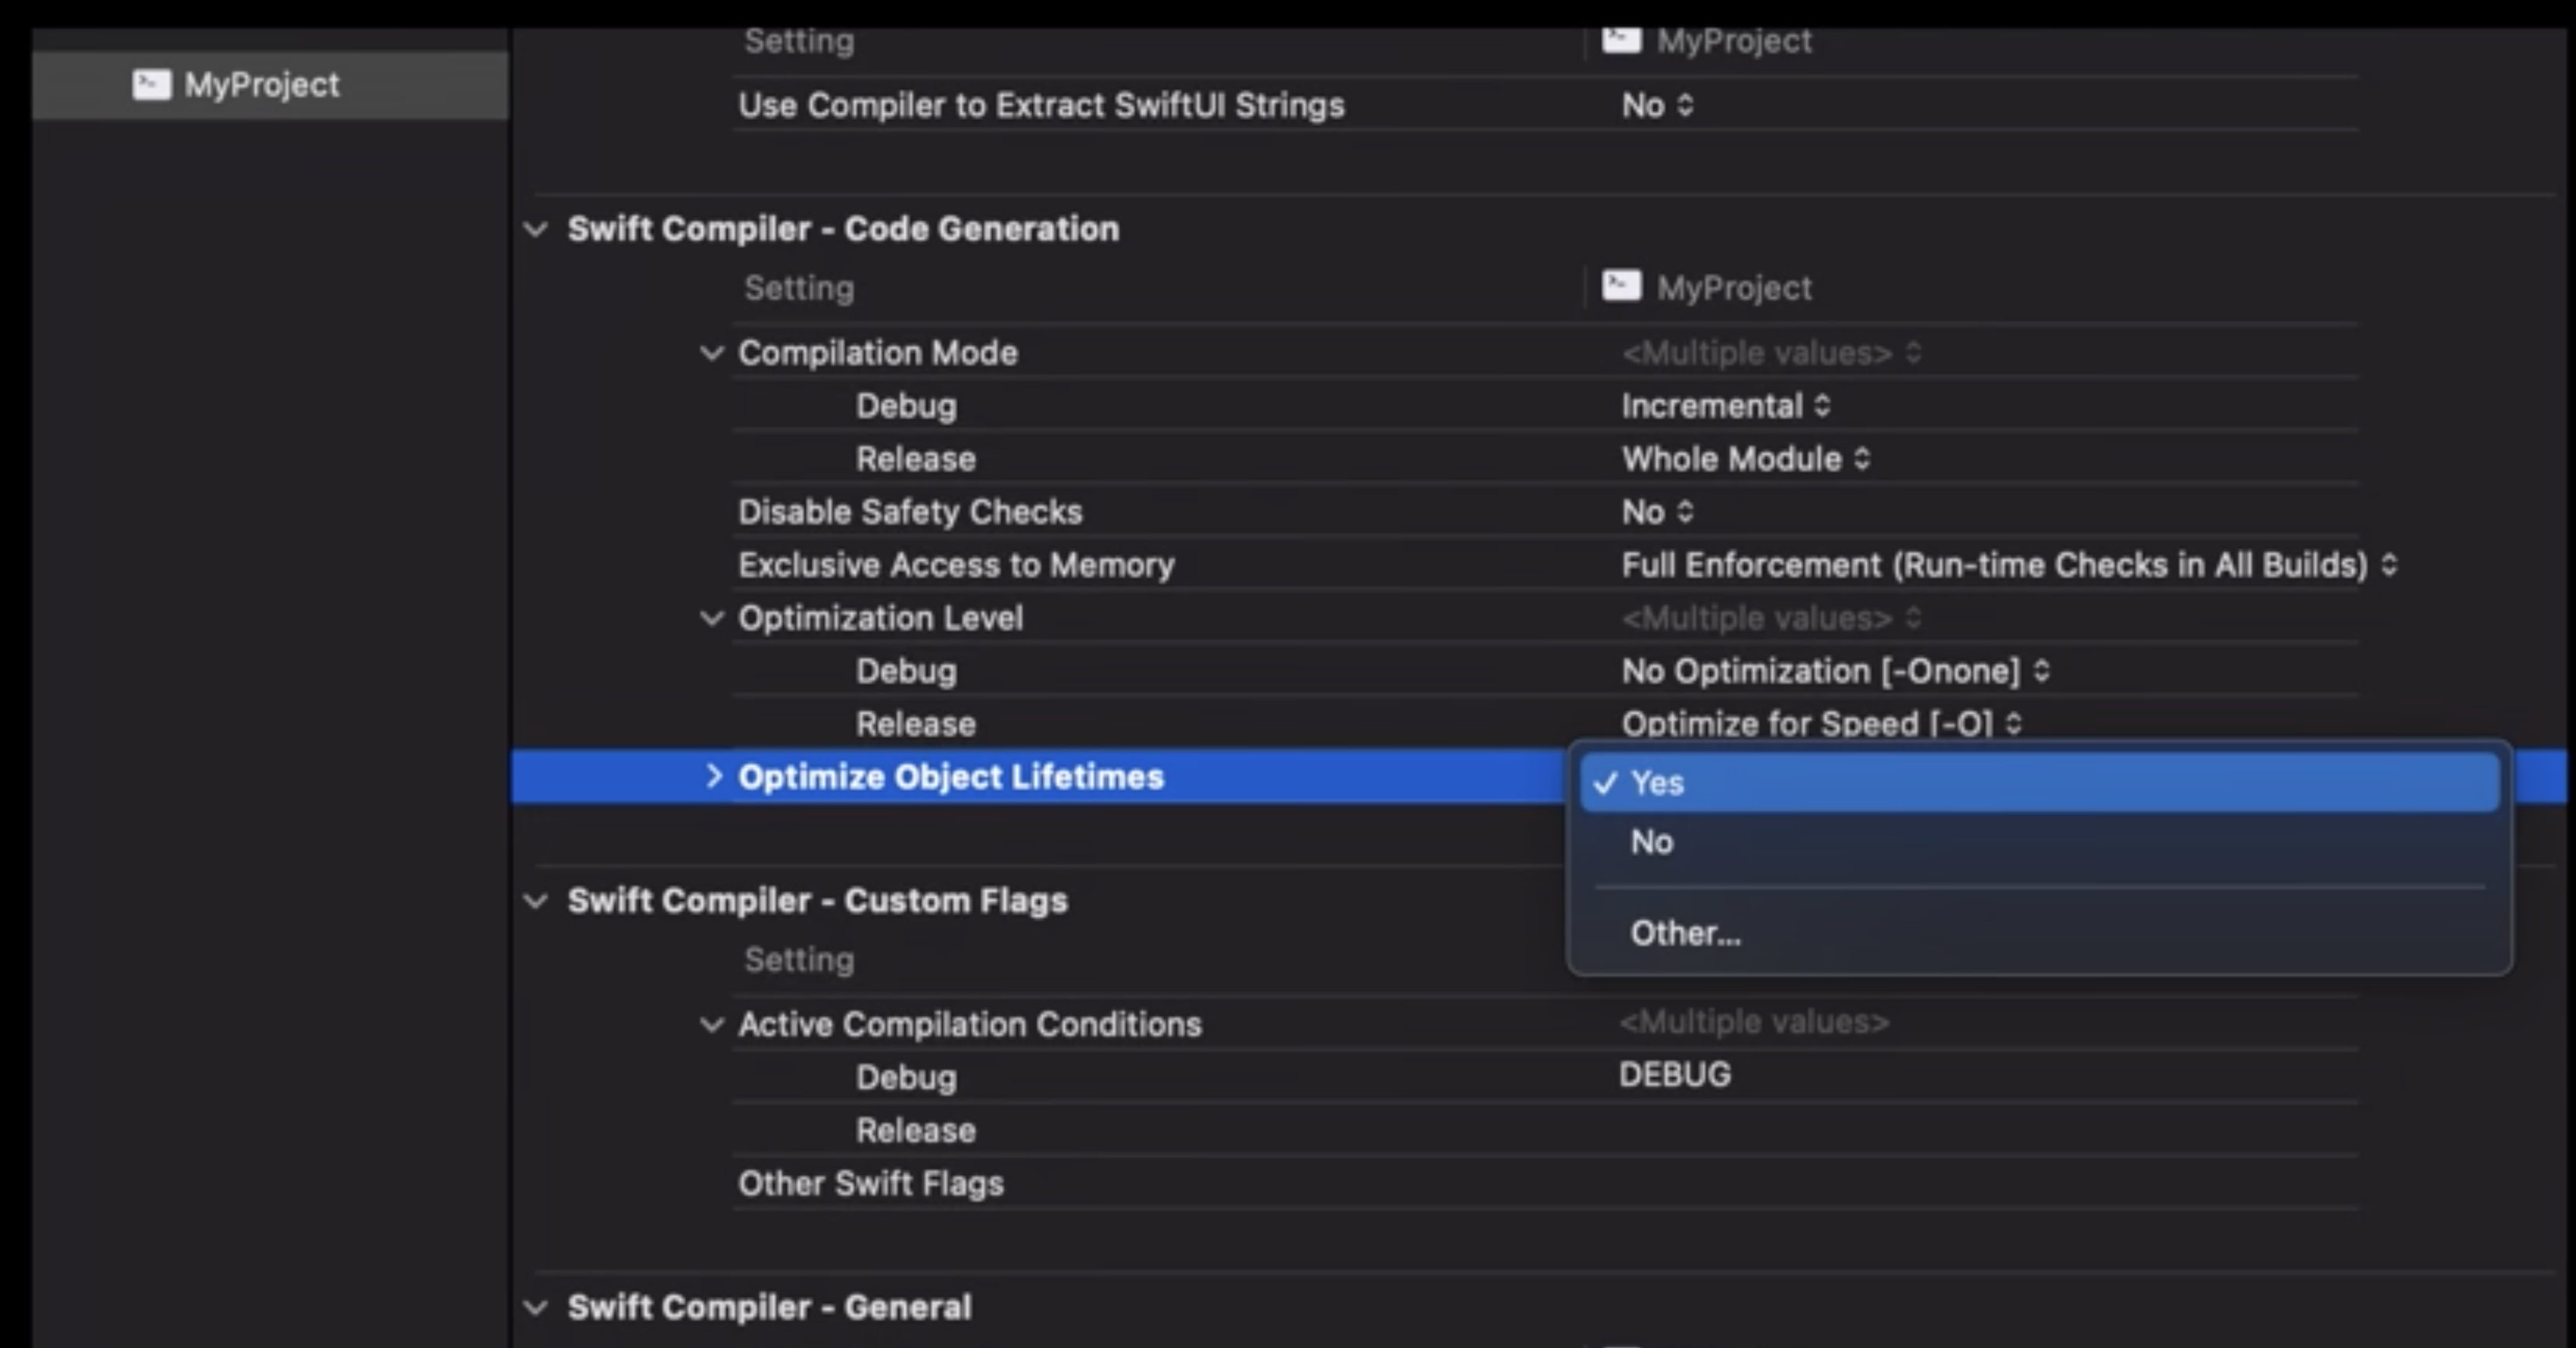 Setting MyProject
MyProject
Use Compiler to Extract SwiftUI Strings No
Swift Compiler - Code Generation
Setting MyProject
Compilation Mode <Multiple values>
Debug Incremental
Release Whole Module
Disable Safety Checks No
Exclusive Access to Memory Full Enforcement (Run-time Checks in All Builds)
Optimization Level <Multiple values>
Debug No Optimization [-Onone]
Release Optimize for Speed [-O]
Optimize Object Lifetimes Yes
No
Swift Compiler - Custom Flags
Other...
Setting
Active Compilation Conditions <Multiple values>
Debug DEBUG
Release
Other Swift Flags
Swift Compiler - General